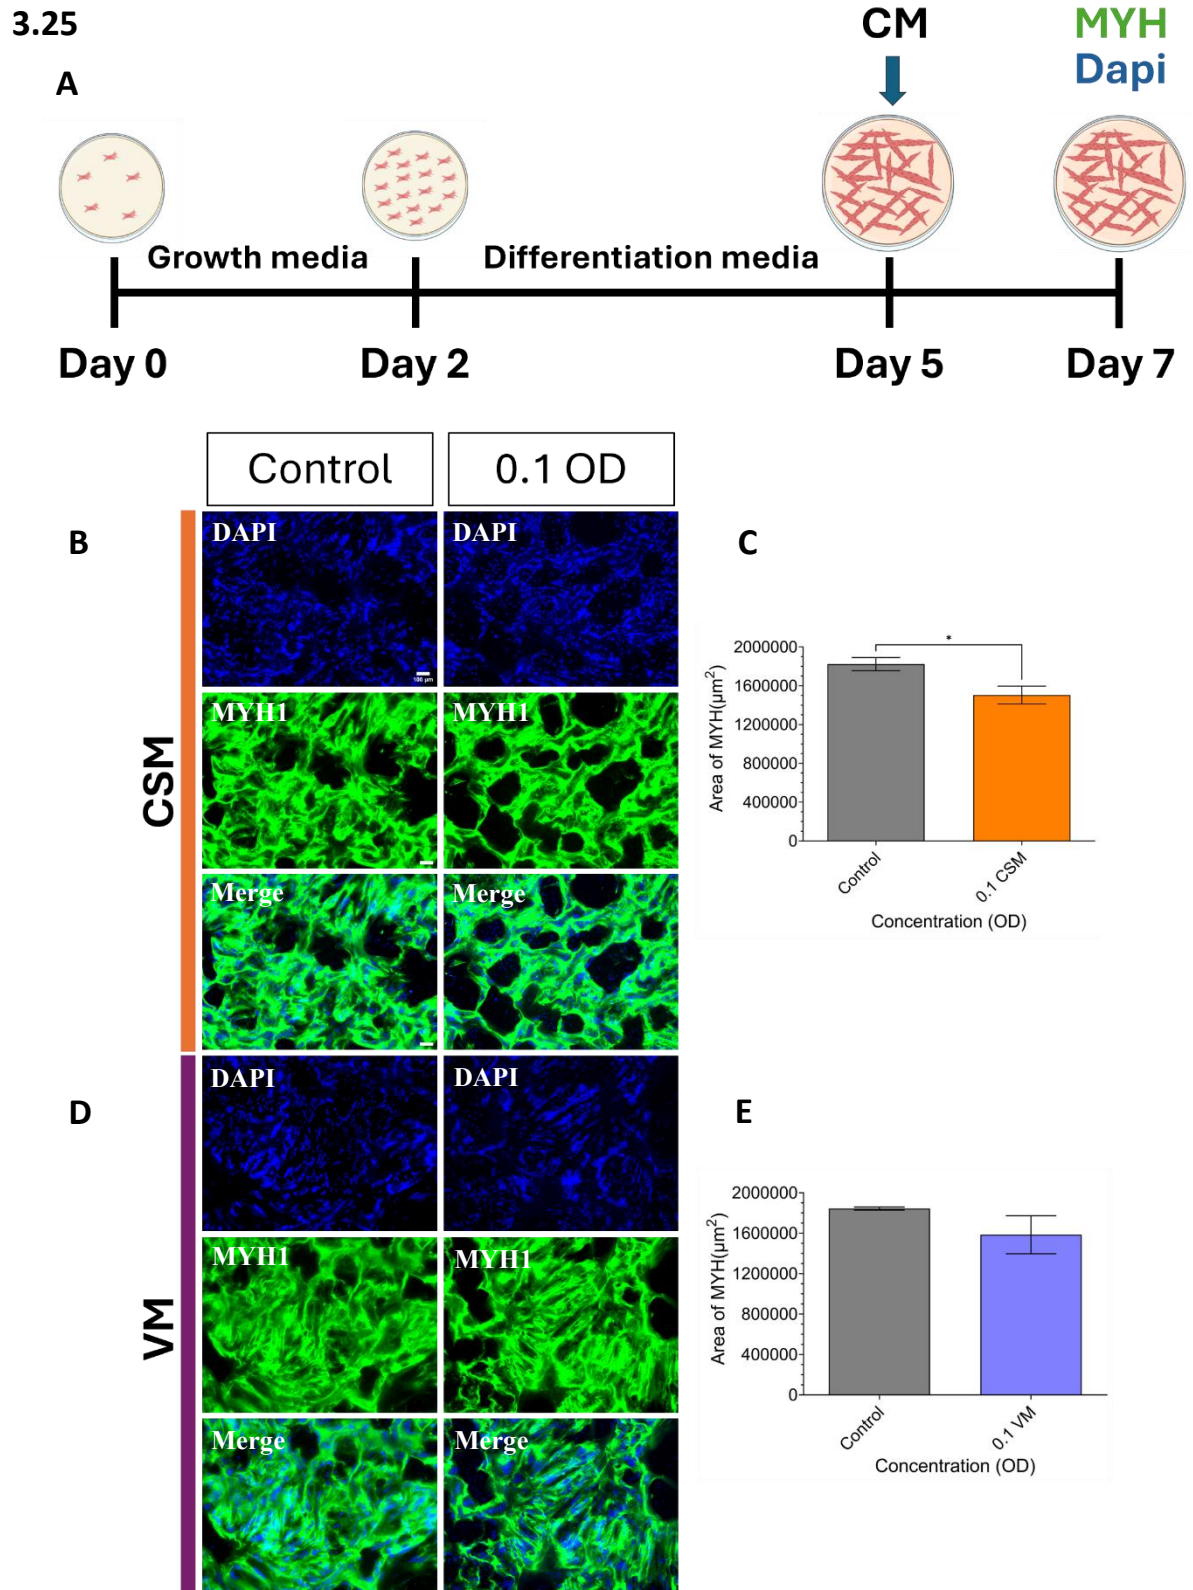 3.25
CM
MYH
Dapi
A
Growth media
Differentiation media
Day 0
Day 2
Day 5
Day 7
Control
0.1 OD
B
CSM
DAPI
DAPI
100 µm
MYH1
MYH1
Merge
Merge
C
*
Area of MYH(µm²)
2000000
1600000
1200000
800000
400000
0
Control
0.1 CSM
Concentration (OD)
D
VM
DAPI
DAPI
MYH1
MYH1
Merge
Merge
E
Area of MYH(µm²)
2000000
1600000
1200000
800000
400000
0
Control
0.1 VM
Concentration (OD)